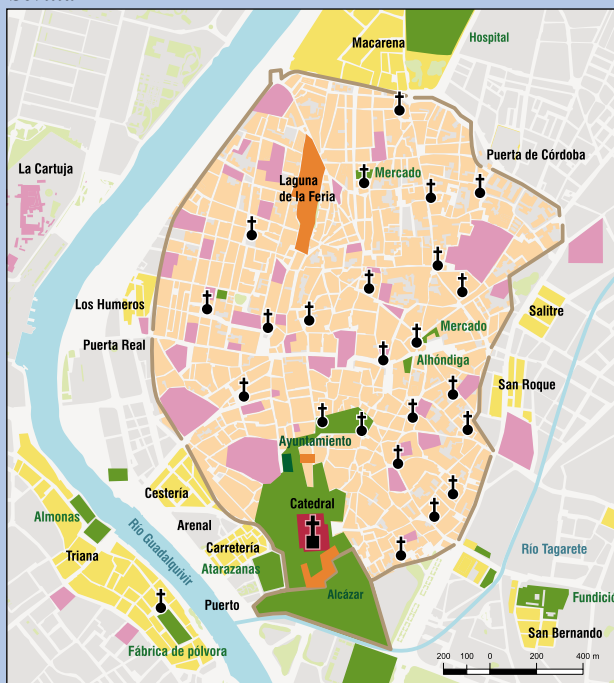 Macarena
Hospital
Puerta de Córdoba
La Cartuja
Mercado
Laguna
de la Feria
Los Humeros
Salitre
Puerta Real
Mercado
Alhóndiga
San Roque
Ayuntamiento
Cestería
Catedral
Almonas
Arenal
Río Guadalquivir
Carretería
Triana
Atarazanas
Río Tagarete
Alcázar
Puerto
Fundició
San Bernando
Fábrica de pólvora
200 100 0 200 400 m